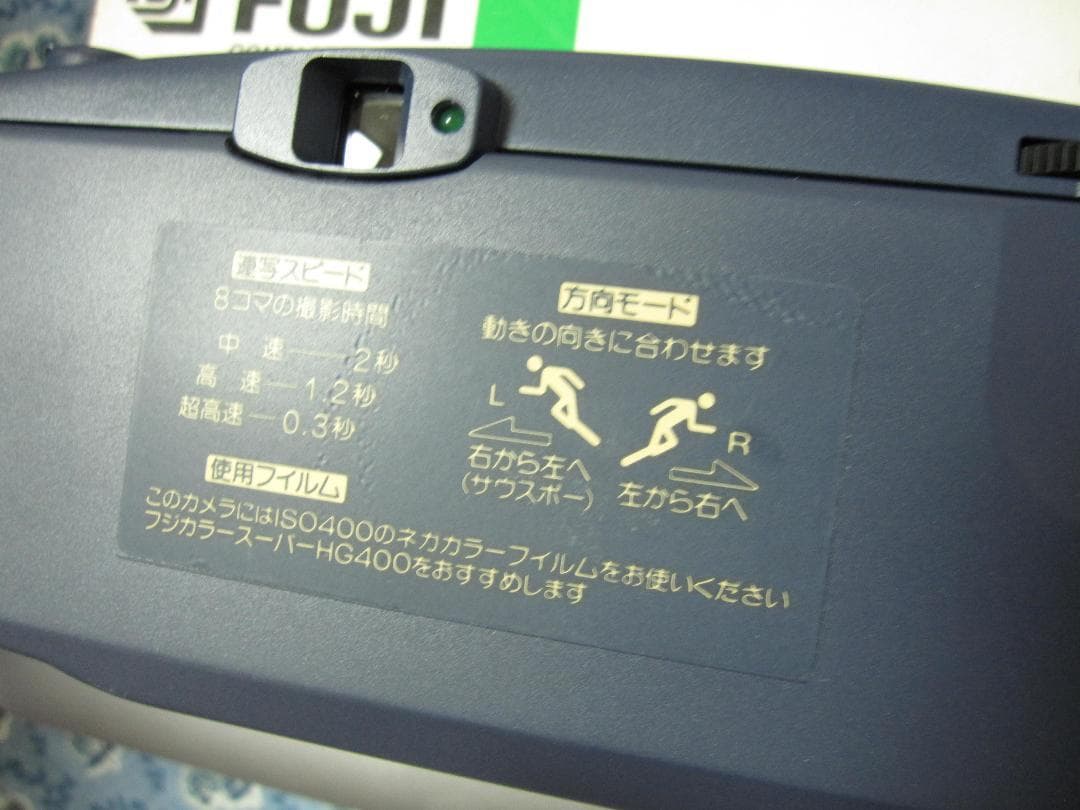 FUJI
連写スピード
8コマの撮影時間
中 速──2秒
高 速─1.2秒
超高速─0.3秒
使用フィルム
このカメラにはISO400のネガカラーフィルムをお使いください
フジカラースーパーHG400をおすすめします
方向モード
動きの向きに合わせます
L
右から左へ
(サウスポー)
R
左から右へ